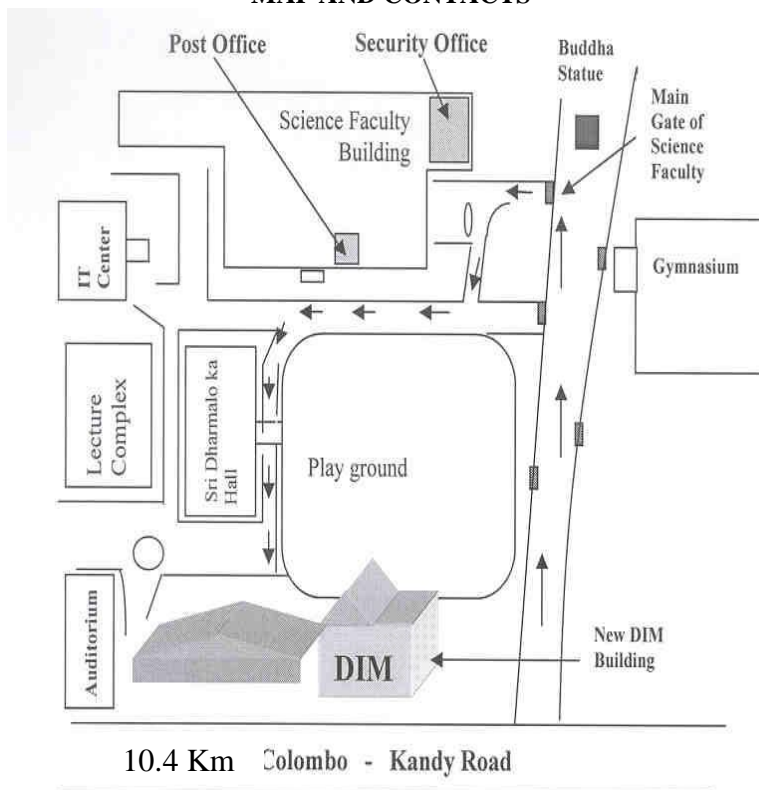 MAP AND CONTACTS
Post Office
Security Office
Buddha
Statue
Science Faculty
Building
Main
Gate of
Science
Faculty
IT
Center
Gymnasium
Lecture
Complex
Sri Dharmalo ka
Hall
Play ground
Auditorium
DIM
New DIM
Building
10.4 Km Colombo - Kandy Road